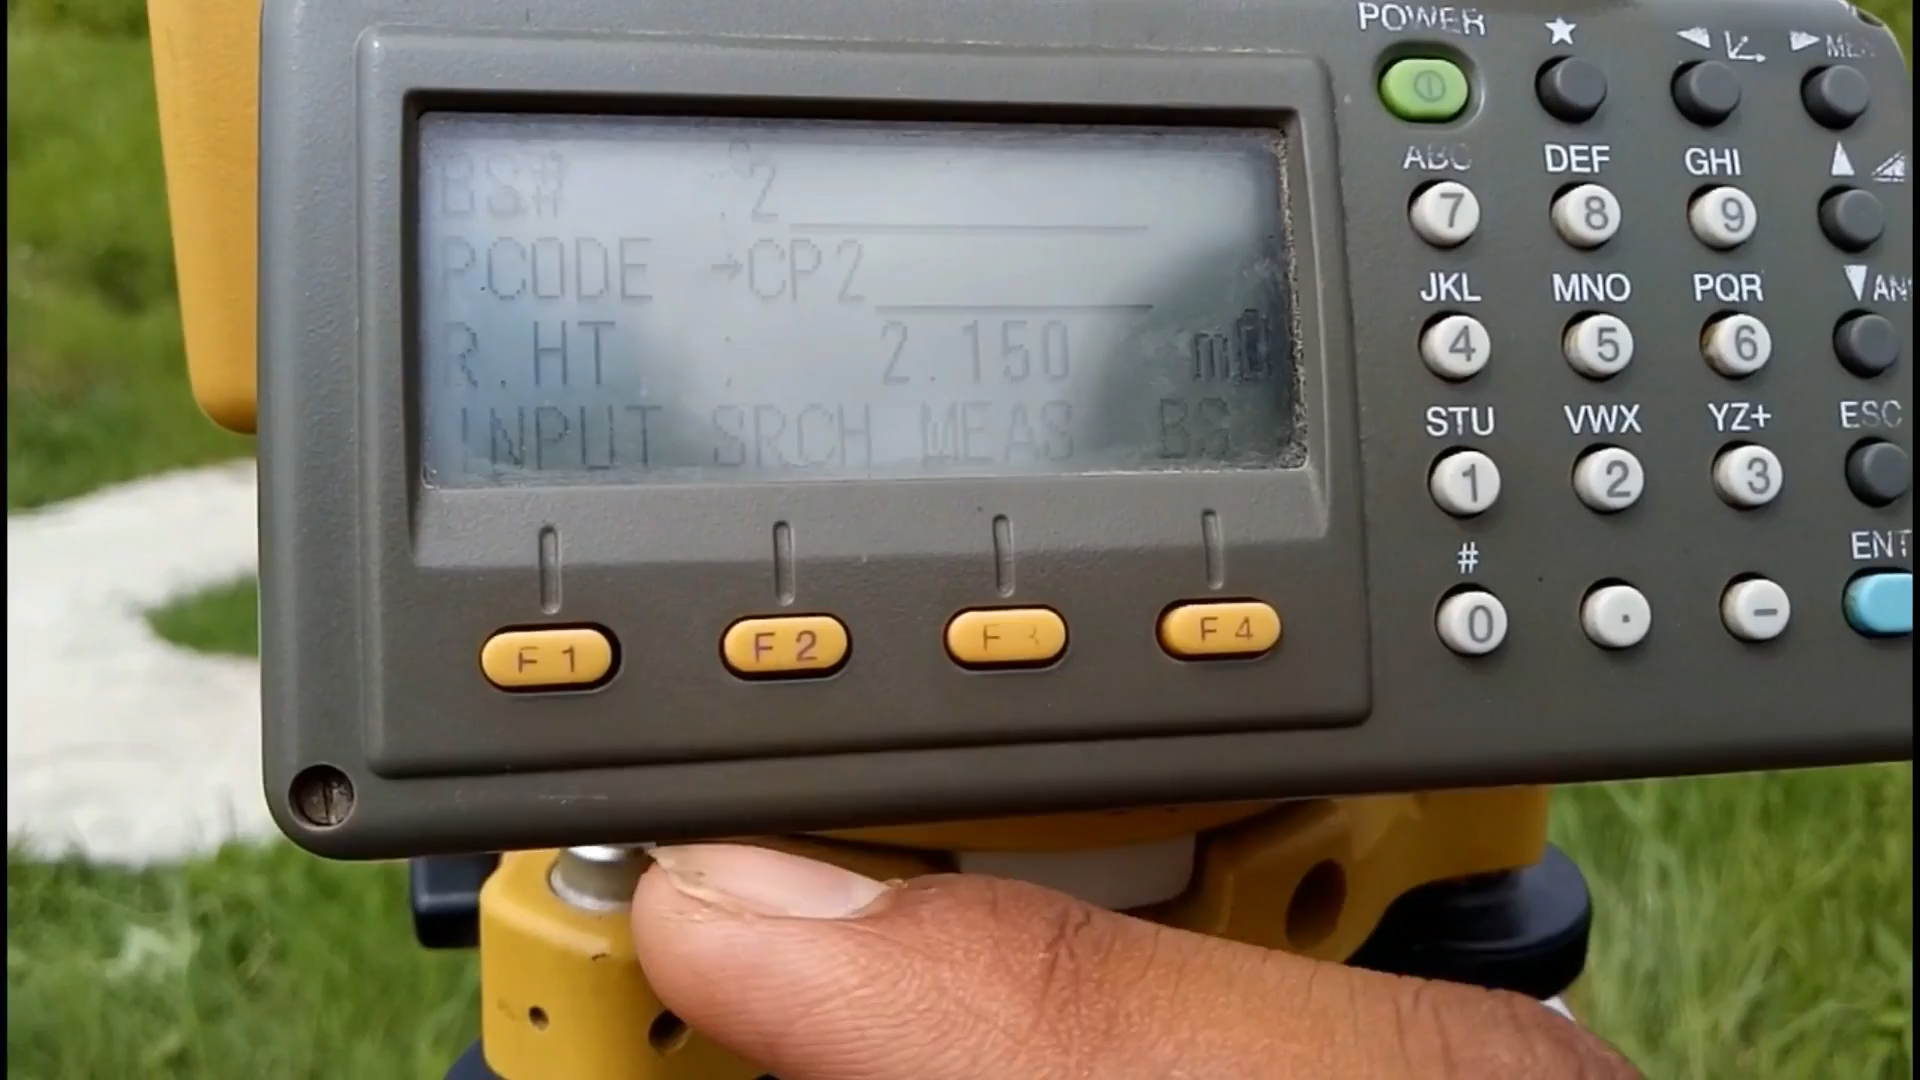 POWER ★
BS# 2
PCODE →CP2
R.HT 2.150 m
INPUT SRCH MEAS BS
F1 F2 F3 F4
ABC DEF GHI
7 8 9
JKL MNO PQR
4 5 6
STU VWX YZ+ ESC
1 2 3
# ENT
0 . -